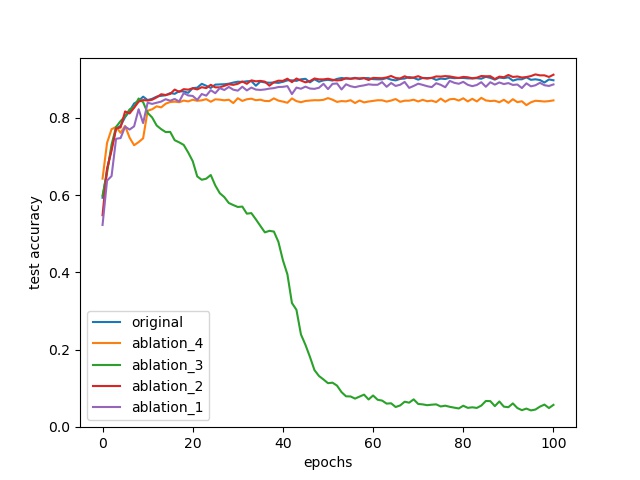 test accuracy
0.8
0.6
0.4
0.2
0.0
original
ablation_4
ablation_3
ablation_2
ablation_1
0 20 40 60 80 100
epochs